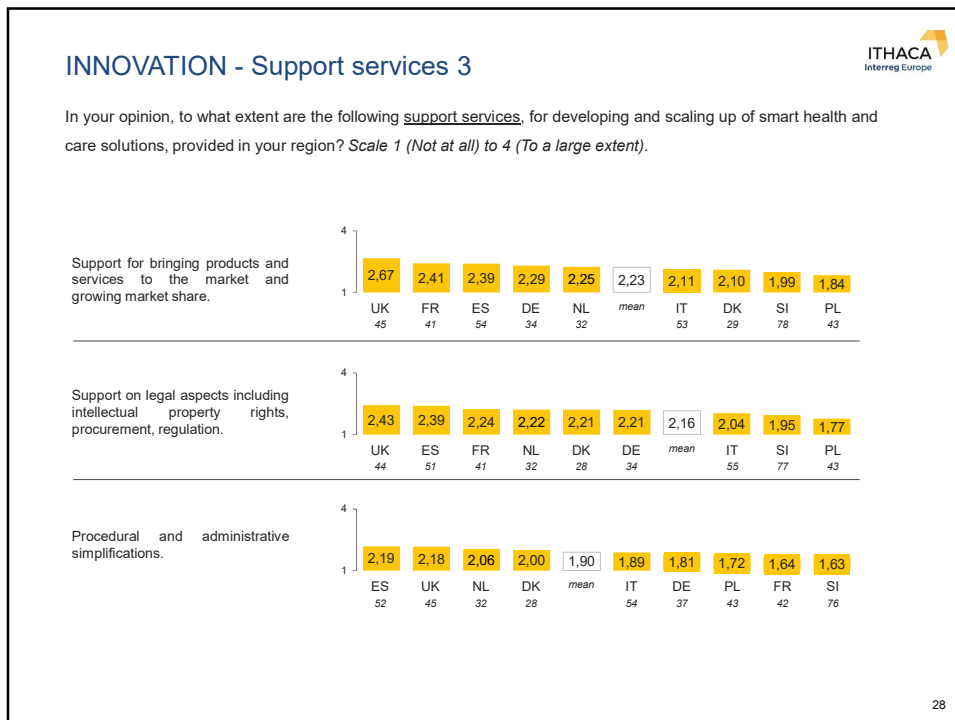 INNOVATION - Support services 3
ITHACA
Interreg Europe
In your opinion, to what extent are the following support services, for developing and scaling up of smart health and
care solutions, provided in your region? Scale 1 (Not at all) to 4 (To a large extent).
Support for bringing products and
services to the market and
growing market share.
4
1
2,67 2,41 2,39 2,29 2,25 2,23 2,11 2,10 1,99 1,84
UK FR ES DE NL mean IT DK SI PL
45 41 54 34 32 53 29 78 43
Support on legal aspects including
intellectual property rights,
procurement, regulation.
4
1
2,43 2,39 2,24 2,22 2,21 2,21 2,16 2,04 1,95 1,77
UK ES FR NL DK DE mean IT SI PL
44 51 41 32 28 34 55 77 43
Procedural and administrative
simplifications.
4
1
2,19 2,18 2,06 2,00 1,90 1,89 1,81 1,72 1,64 1,63
ES UK NL DK mean IT DE PL FR SI
52 45 32 28 54 37 43 42 76
28